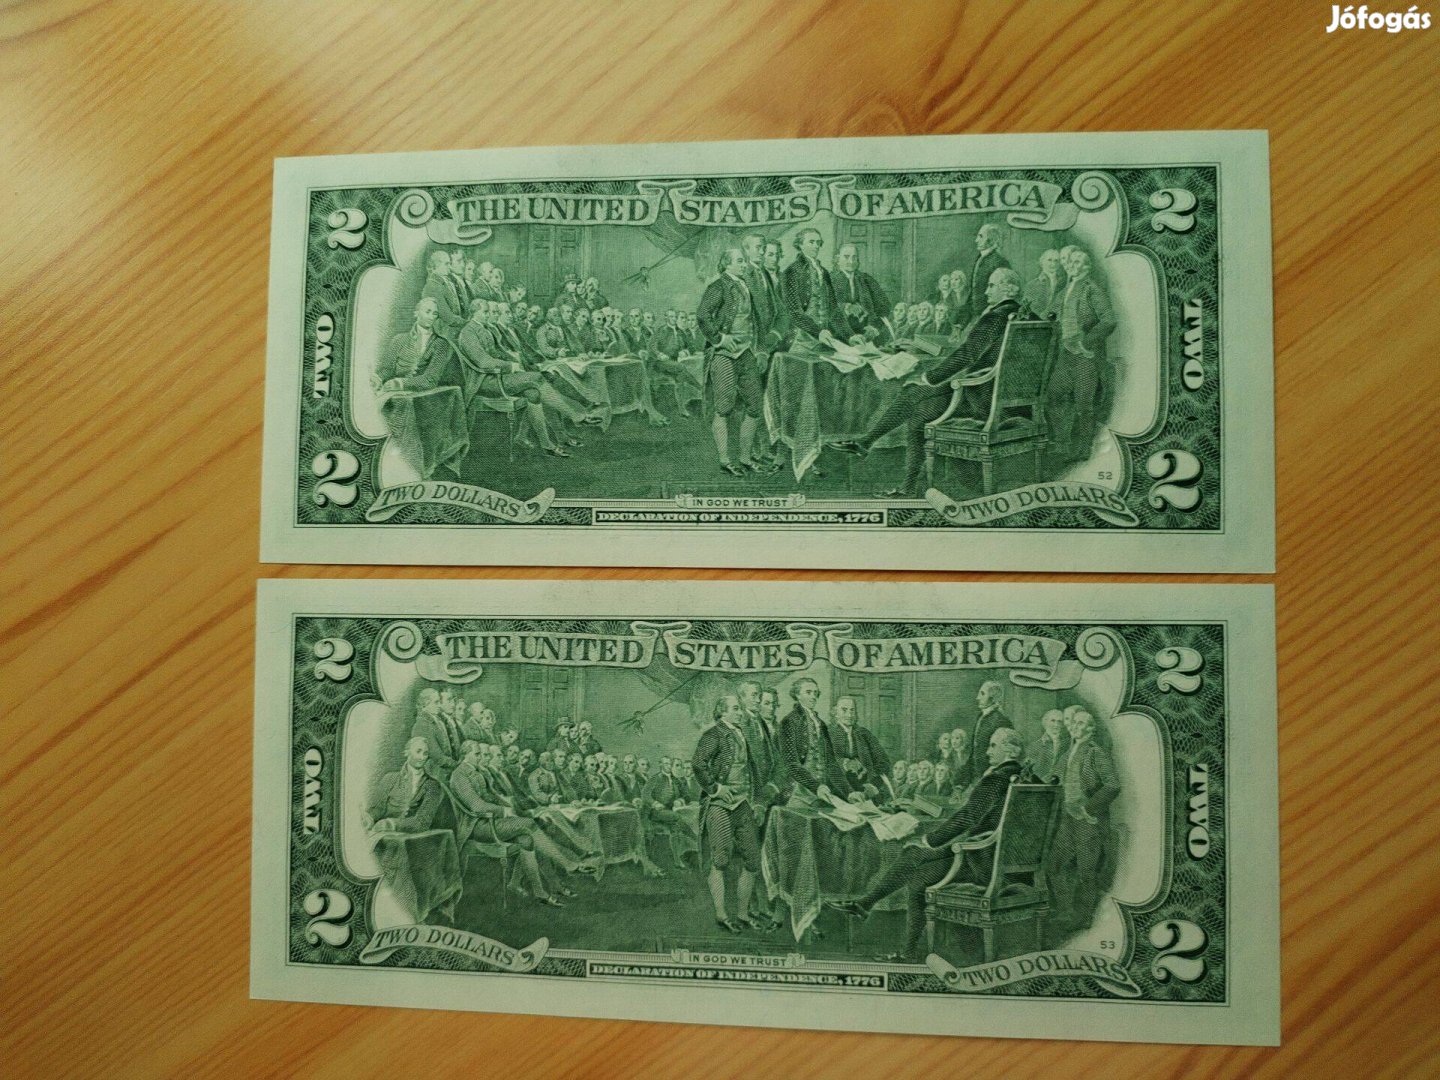 Jófogás
2 THE UNITED STATES OF AMERICA 2
TWO TWO
52
2 TWO DOLLARS IN GOD WE TRUST TWO DOLLARS 2
DECLARATION OF INDEPENDENCE, 1776
2 THE UNITED STATES OF AMERICA 2
TWO TWO
53
2 TWO DOLLARS IN GOD WE TRUST TWO DOLLARS 2
DECLARATION OF INDEPENDENCE, 1776